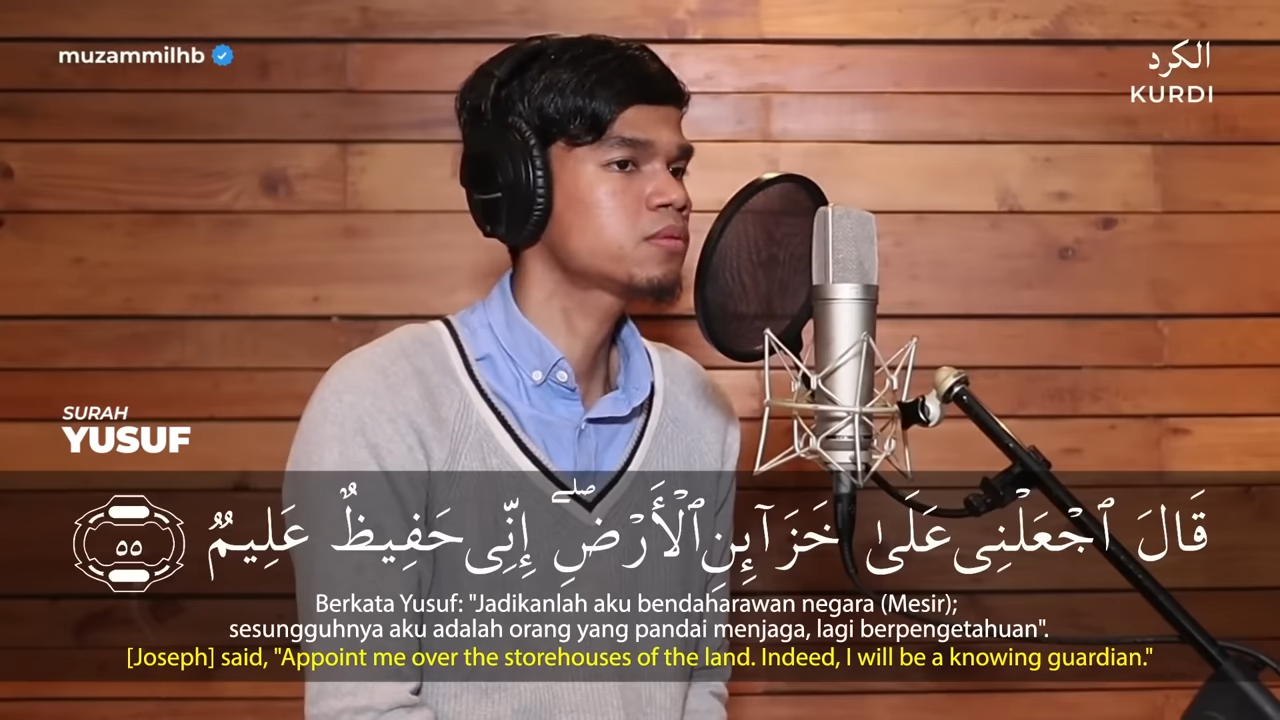 muzammilhb
الكرد
KURDI
SURAH
YUSUF
قَالَ ٱجْعَلْنِى عَلَىٰ خَزَآئِنِ ٱلْأَرْضِ ۖ إِنِّى حَفِيظٌ عَلِيمٌۭ ٥٥
Berkata Yusuf: "Jadikanlah aku bendaharawan negara (Mesir);
sesungguhnya aku adalah orang yang pandai menjaga, lagi berpengetahuan".
[Joseph] said, "Appoint me over the storehouses of the land. Indeed, I will be a knowing guardian."